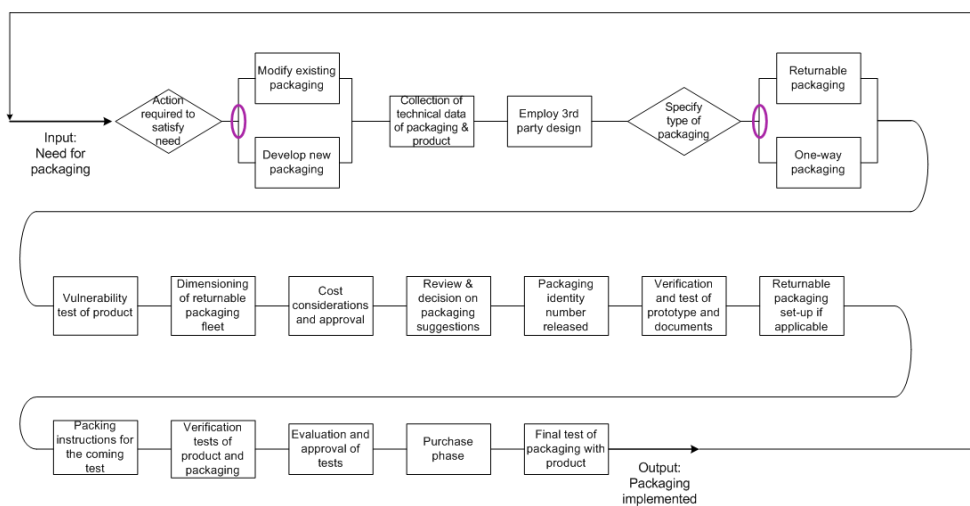 Input:
Need for
packaging
Action
required to
satisfy
need
Modify existing
packaging
Develop new
packaging
Collection of
technical data
of packaging &
product
Employ 3rd
party design
Specify
type of
packaging
Returnable
packaging
One-way
packaging
Vulnerability
test of product
Dimensioning
of returnable
packaging
fleet
Cost
considerations
and approval
Review &
decision on
packaging
suggestions
Packaging
identity
number
released
Verification
and test of
prototype and
documents
Returnable
packaging
set-up if
applicable
Packing
instructions for
the coming
test
Verification
tests of
product and
packaging
Evaluation and
approval of
tests
Purchase
phase
Final test of
packaging with
product
Output:
Packaging
implemented